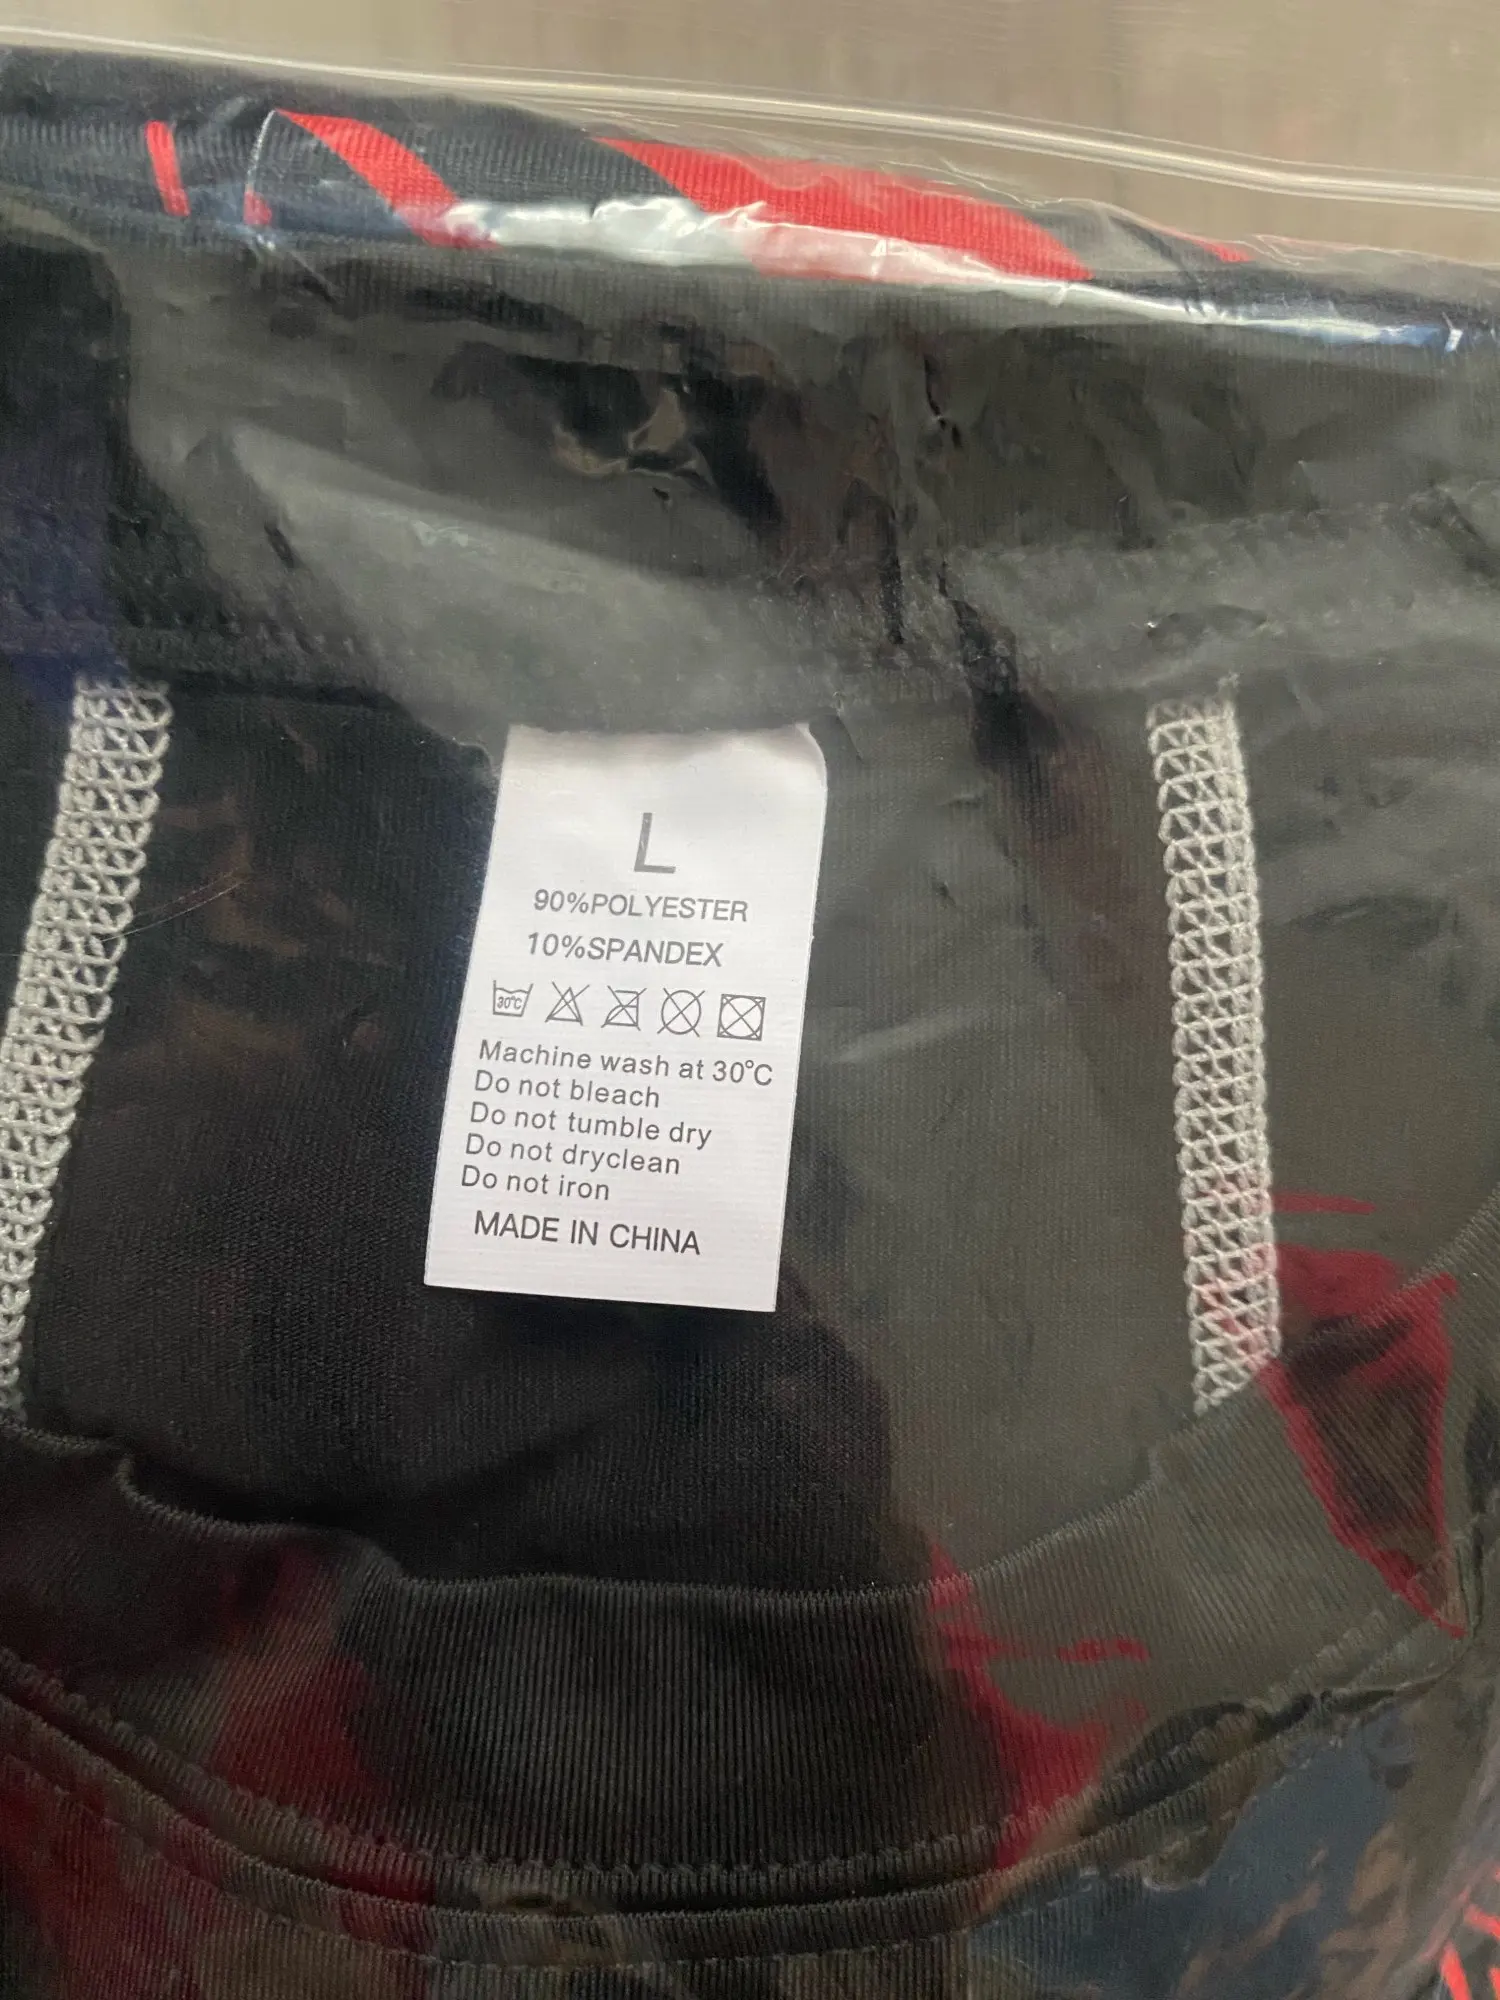 L
90%POLYESTER
10%SPANDEX
30°C
Machine wash at 30°C
Do not bleach
Do not tumble dry
Do not dryclean
Do not iron
MADE IN CHINA